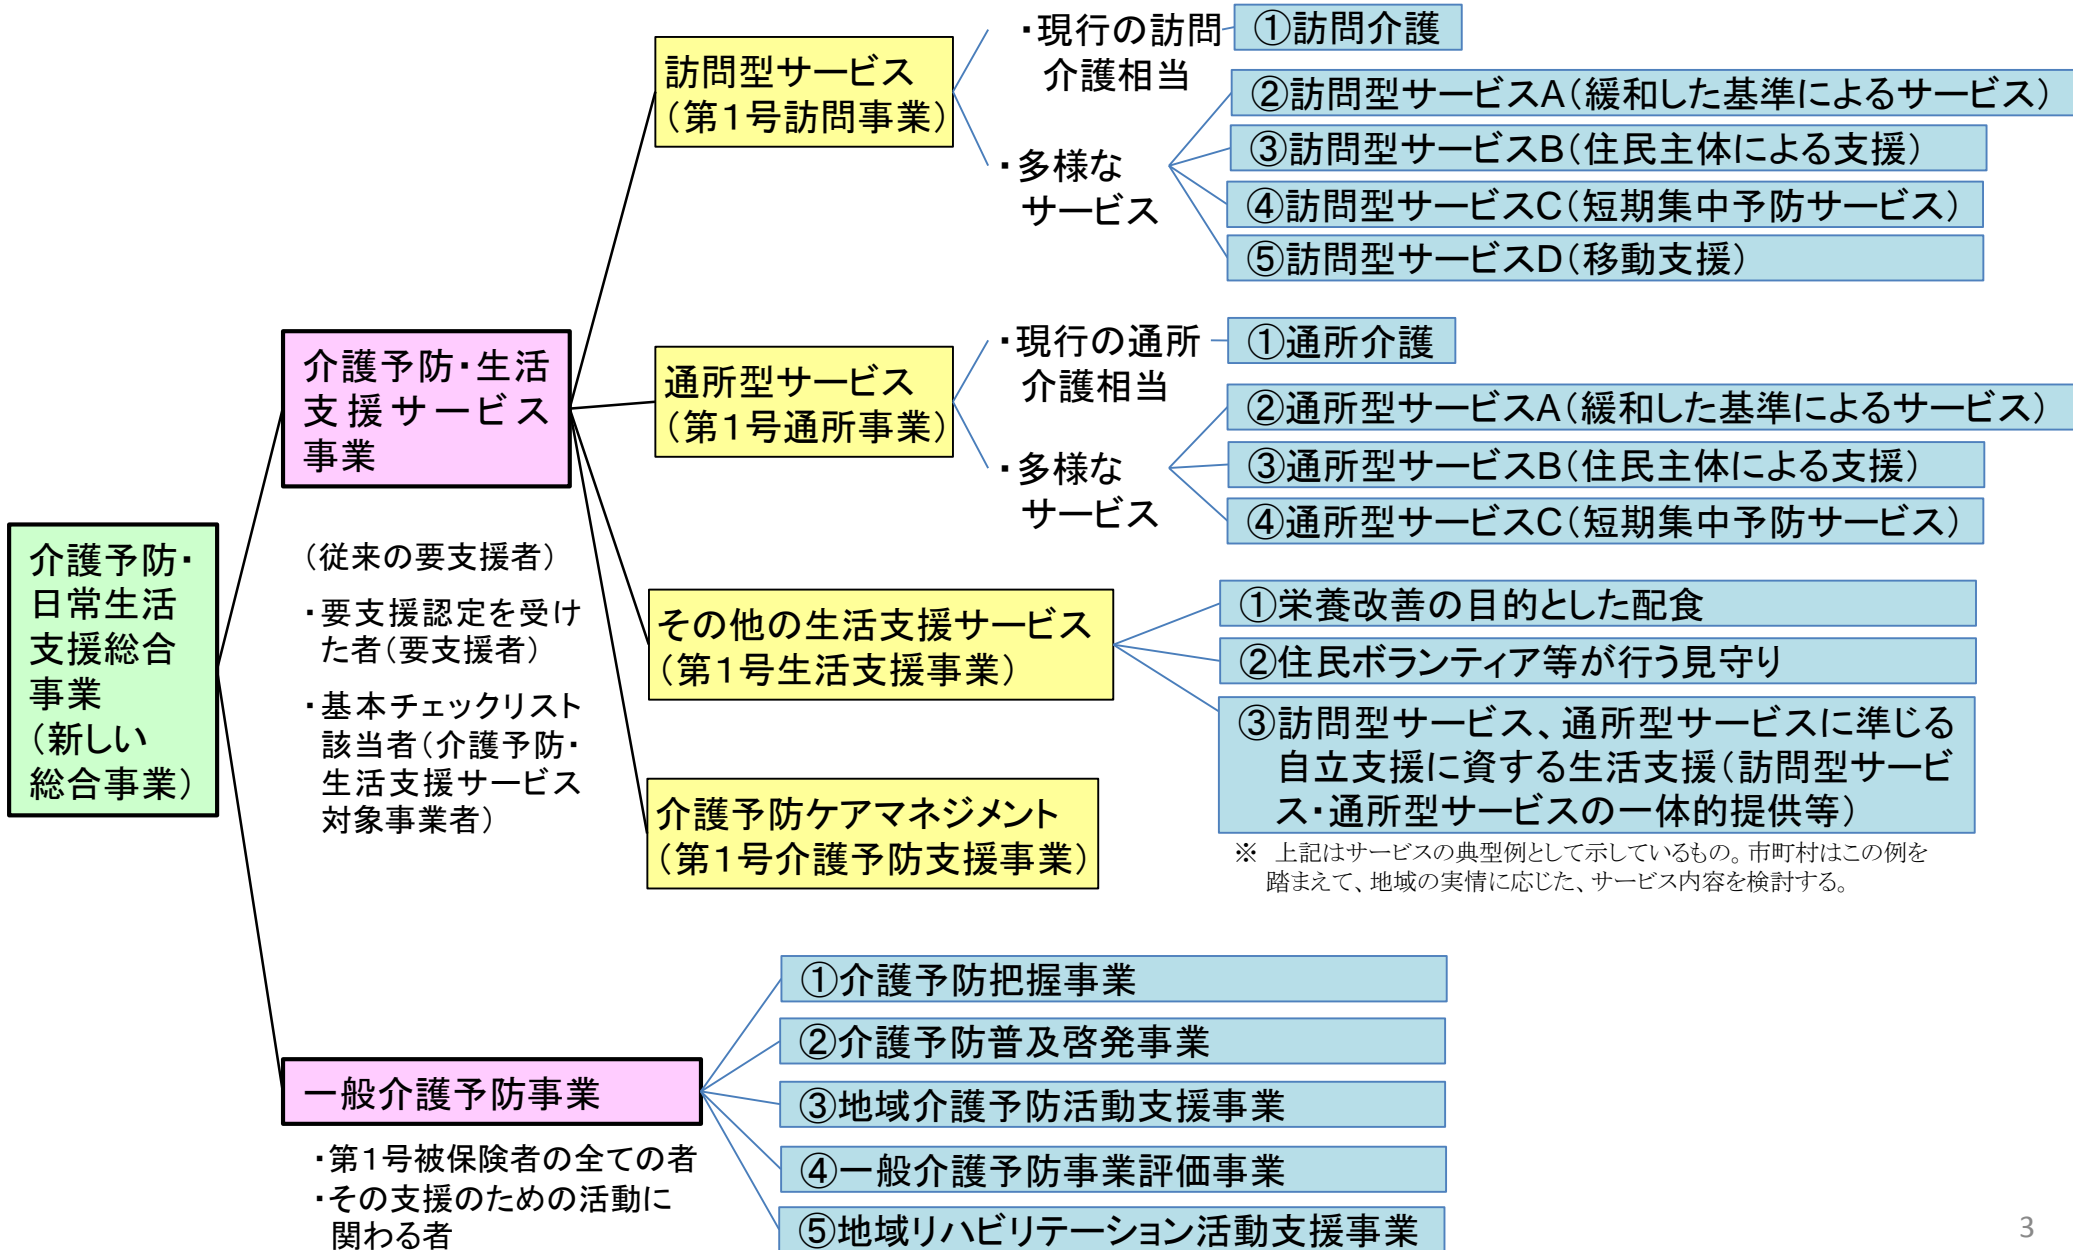 介護予防・
日常生活
支援総合
事業
（新しい
総合事業）
介護予防・生活
支援サービス
事業
（従来の要支援者）
・要支援認定を受け
た者（要支援者）
・基本チェックリスト
該当者（介護予防・
生活支援サービス
対象事業者）
訪問型サービス
（第１号訪問事業）
・現行の訪問
介護相当
①訪問介護
・多様な
サービス
②訪問型サービスA（緩和した基準によるサービス）
③訪問型サービスB（住民主体による支援）
④訪問型サービスC（短期集中予防サービス）
⑤訪問型サービスD（移動支援）
通所型サービス
（第１号通所事業）
・現行の通所
介護相当
①通所介護
・多様な
サービス
②通所型サービスA（緩和した基準によるサービス）
③通所型サービスB（住民主体による支援）
④通所型サービスC（短期集中予防サービス）
その他の生活支援サービス
（第１号生活支援事業）
①栄養改善の目的とした配食
②住民ボランティア等が行う見守り
③訪問型サービス、通所型サービスに準じる
自立支援に資する生活支援（訪問型サービ
ス・通所型サービスの一体的提供等）
※　上記はサービスの典型例として示しているもの。市町村はこの例を
踏まえて、地域の実情に応じた、サービス内容を検討する。
介護予防ケアマネジメント
（第１号介護予防支援事業）
一般介護予防事業
・第１号被保険者の全ての者
・その支援のための活動に
関わる者
①介護予防把握事業
②介護予防普及啓発事業
③地域介護予防活動支援事業
④一般介護予防事業評価事業
⑤地域リハビリテーション活動支援事業
3